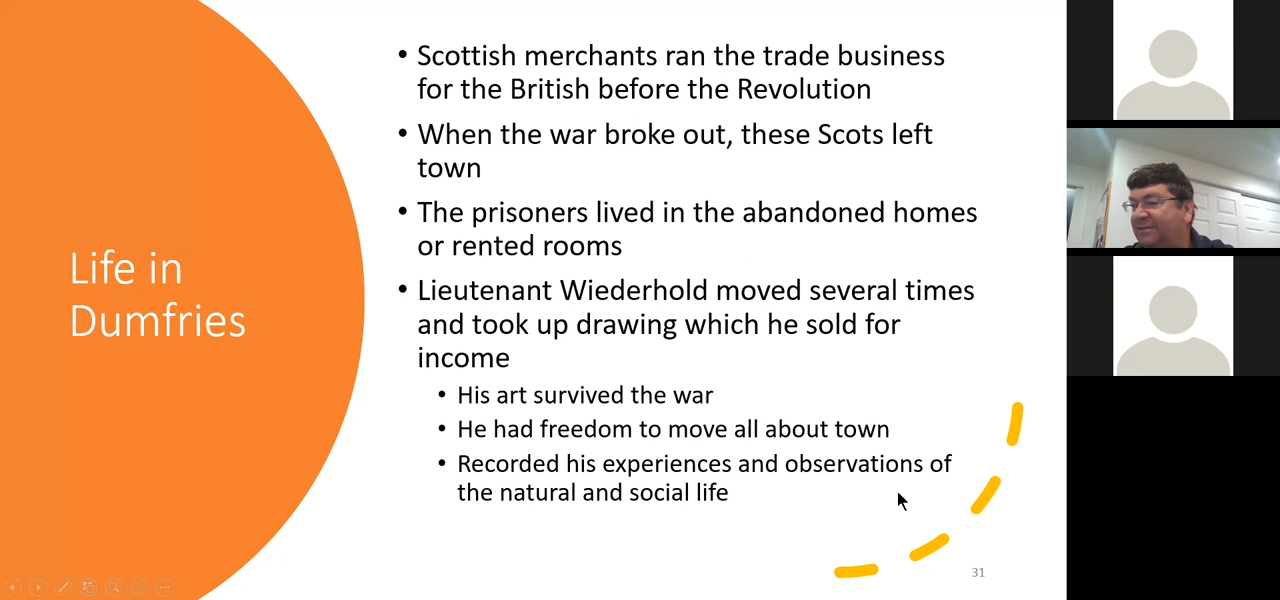 Life in
Dumfries
• Scottish merchants ran the trade business
for the British before the Revolution
• When the war broke out, these Scots left
town
• The prisoners lived in the abandoned homes
or rented rooms
• Lieutenant Wiederhold moved several times
and took up drawing which he sold for
income
• His art survived the war
• He had freedom to move all about town
• Recorded his experiences and observations of
the natural and social life
31